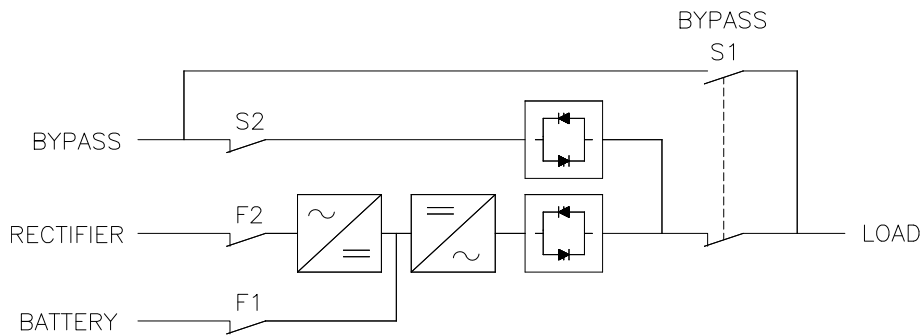 BYPASS
S1
S2
BYPASS
F2
RECTIFIER
LOAD
F1
BATTERY